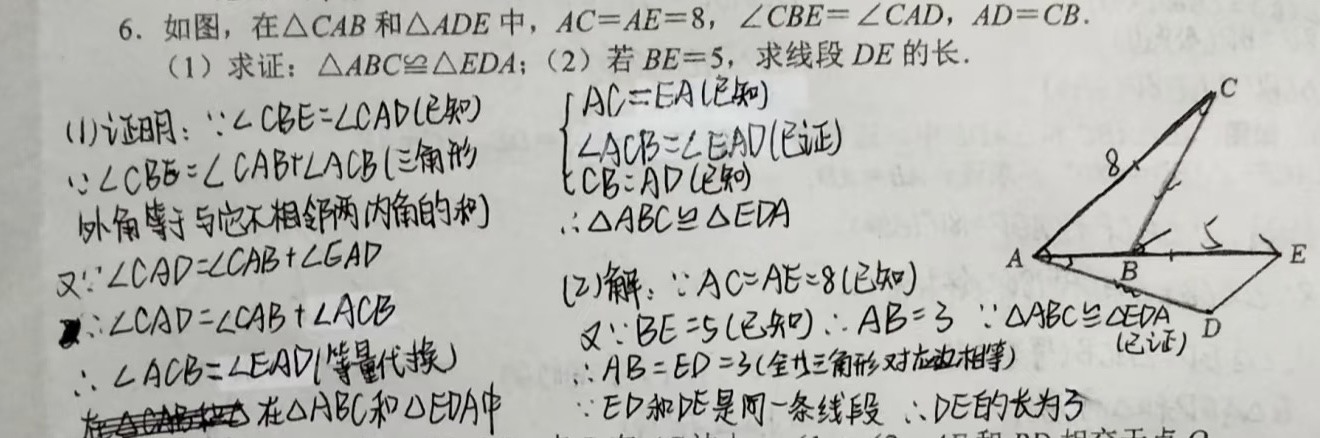 6. 如图，在△CAB 和△ADE 中，AC=AE=8，∠CBE=∠CAD，AD=CB.
（1）求证：△ABC≌△EDA；（2）若 BE=5，求线段 DE 的长.
(1)证明：∵∠CBE=∠CAD(已知)
∵∠CBE=∠CAB+∠ACB(三角形
外角等于与它不相邻两内角的和)
又∵∠CAD=∠CAB+∠EAD
∴∠CAD=∠CAB+∠ACB
∴∠ACB=∠EAD(等量代换)
在△ABC和△EDA中
AC=EA(已知)
∠ACB=∠EAD(已证)
CB=AD(已知)
∴△ABC≌△EDA
(2)解：∵AC=AE=8(已知)
又∵BE=5(已知)∴AB=3 ∵△ABC≌△EDA
(已证)
∴AB=ED=3(全等三角形对应边相等)
∵ED和DE是同一条线段 ∴DE的长为3
C
8
A
B
5
E
D